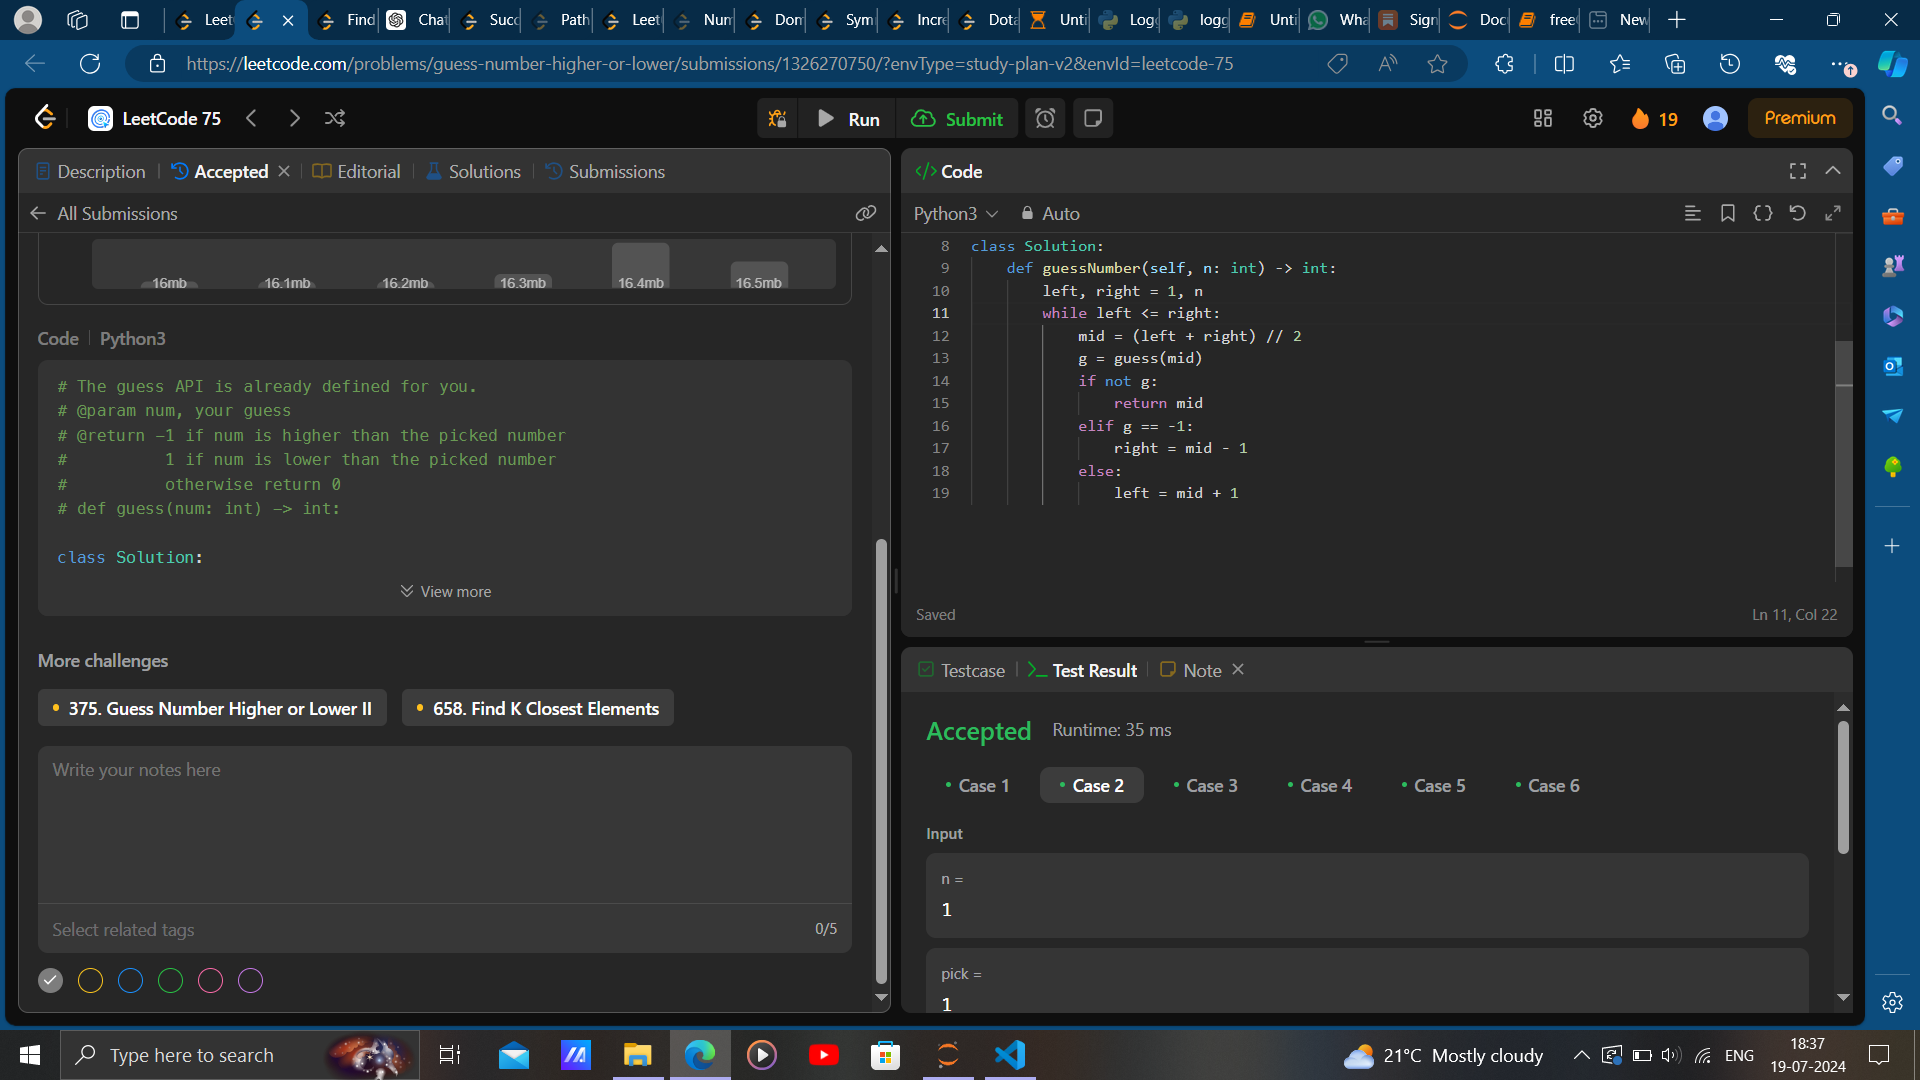 Leet
Find
Chat
Succ
Path
Leet
Num
Dom
Sym
Incre
Dota
Unti
Logg
logg
Unti
Wha
Sign
Doc
free
New
https://leetcode.com/problems/guess-number-higher-or-lower/submissions/1326270750/?envType=study-plan-v2&envId=leetcode-75
LeetCode 75
Run
Submit
19
Premium
Description
Accepted
Editorial
Solutions
Submissions
All Submissions
16mb 16.1mb 16.2mb 16.3mb 16.4mb 16.5mb
Code Python3
# The guess API is already defined for you.
# @param num, your guess
# @return -1 if num is higher than the picked number
# 1 if num is lower than the picked number
# otherwise return 0
# def guess(num: int) -> int:
class Solution:
View more
More challenges
375. Guess Number Higher or Lower II
658. Find K Closest Elements
Write your notes here
Select related tags 0/5
Code
Python3 Auto
8 class Solution:
9 def guessNumber(self, n: int) -> int:
10 left, right = 1, n
11 while left <= right:
12 mid = (left + right) // 2
13 g = guess(mid)
14 if not g:
15 return mid
16 elif g == -1:
17 right = mid - 1
18 else:
19 left = mid + 1
Saved Ln 11, Col 22
Testcase
Test Result
Note
Accepted Runtime: 35 ms
Case 1 Case 2 Case 3 Case 4 Case 5 Case 6
Input
n =
1
pick =
1
Type here to search
21°C Mostly cloudy
ENG
18:37
19-07-2024